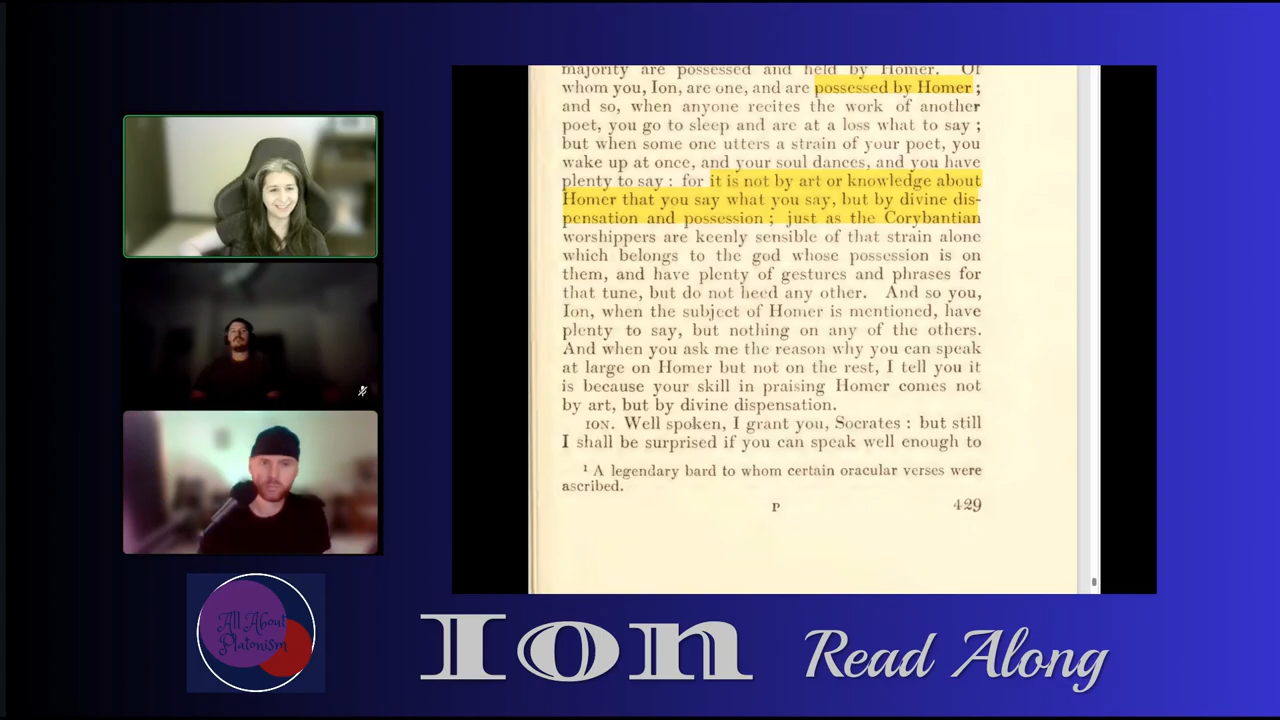 majority are possessed and held by Homer. Of
whom you, Ion, are one, and are possessed by Homer ;
and so, when anyone recites the work of another
poet, you go to sleep and are at a loss what to say ;
but when some one utters a strain of your poet, you
wake up at once, and your soul dances, and you have
plenty to say : for it is not by art or knowledge about
Homer that you say what you say, but by divine dis-
pensation and possession ; just as the Corybantian
worshippers are keenly sensible of that strain alone
which belongs to the god whose possession is on
them, and have plenty of gestures and phrases for
that tune, but do not heed any other. And so you,
Ion, when the subject of Homer is mentioned, have
plenty to say, but nothing on any of the others.
And when you ask me the reason why you can speak
at large on Homer but not on the rest, I tell you it
is because your skill in praising Homer comes not
by art, but by divine dispensation.
ION. Well spoken, I grant you, Socrates : but still
I shall be surprised if you can speak well enough to
¹ A legendary bard to whom certain oracular verses were
ascribed.
P 429
All About
Platonism
Ion Read Along